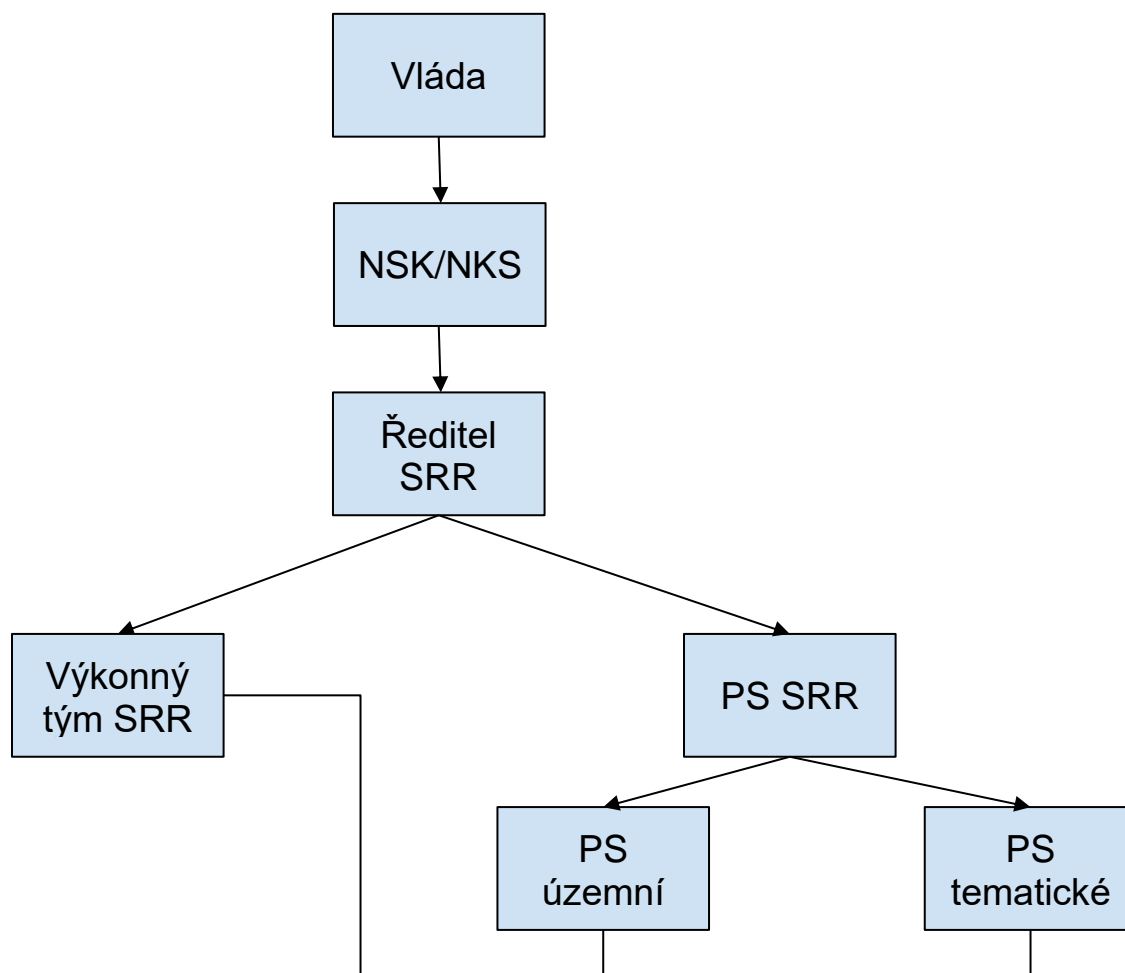 Vláda
NSK/NKS
Ředitel
SRR
Výkonný
tým SRR
PS SRR
PS
územní
PS
tematické